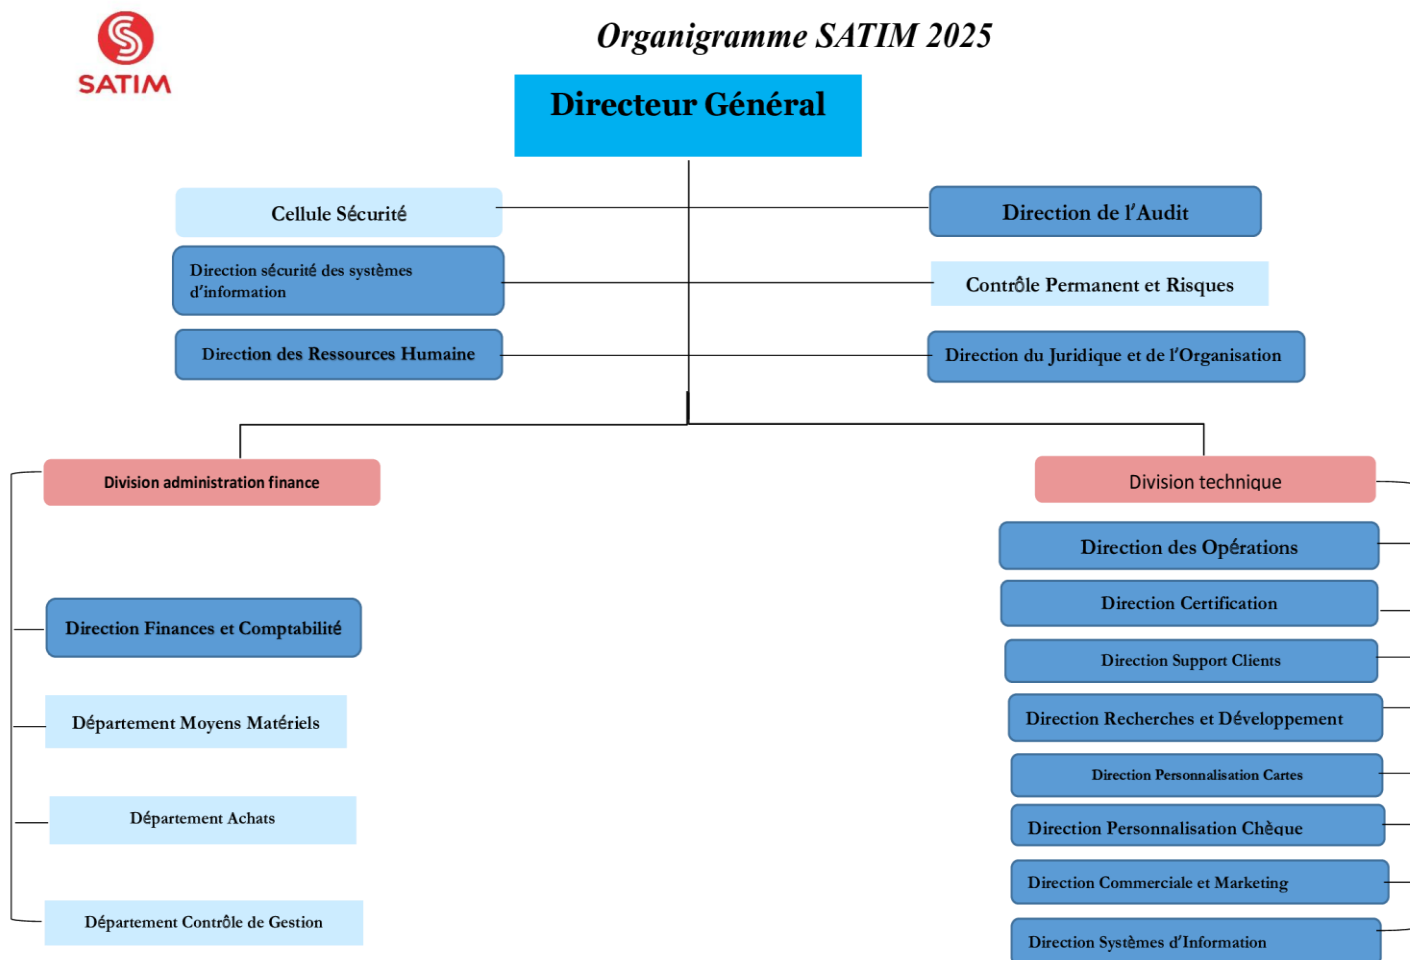 SATIM
Organigramme SATIM 2025
Directeur Général
Cellule Sécurité
Direction de l'Audit
Direction sécurité des systèmes
d'information
Contrôle Permanent et Risques
Direction des Ressources Humaine
Direction du Juridique et de l'Organisation
Division administration finance
Direction Finances et Comptabilité
Département Moyens Matériels
Département Achats
Département Contrôle de Gestion
Division technique
Direction des Opérations
Direction Certification
Direction Support Clients
Direction Recherches et Développement
Direction Personnalisation Cartes
Direction Personnalisation Chèque
Direction Commerciale et Marketing
Direction Systèmes d'Information